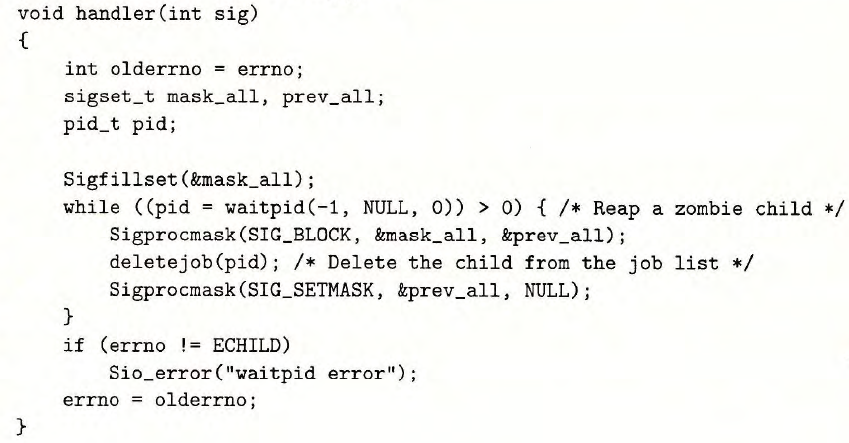 void handler(int sig)
{
    int olderrno = errno;
    sigset_t mask_all, prev_all;
    pid_t pid;

    Sigfillset(&mask_all);
    while ((pid = waitpid(-1, NULL, 0)) > 0) { /* Reap a zombie child */
        Sigprocmask(SIG_BLOCK, &mask_all, &prev_all);
        deletejob(pid); /* Delete the child from the job list */
        Sigprocmask(SIG_SETMASK, &prev_all, NULL);
    }
    if (errno != ECHILD)
        Sio_error("waitpid error");
    errno = olderrno;
}